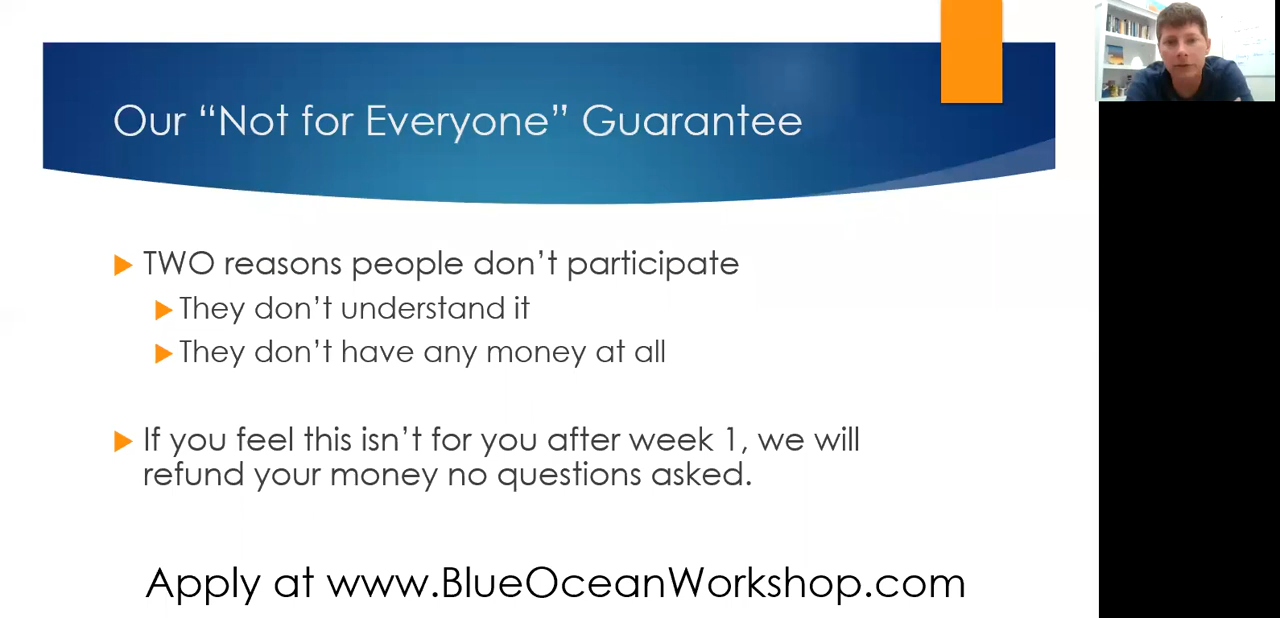 Our “Not for Everyone” Guarantee
TWO reasons people don’t participate
They don’t understand it
They don’t have any money at all
If you feel this isn’t for you after week 1, we will
refund your money no questions asked.
Apply at www.BlueOceanWorkshop.com